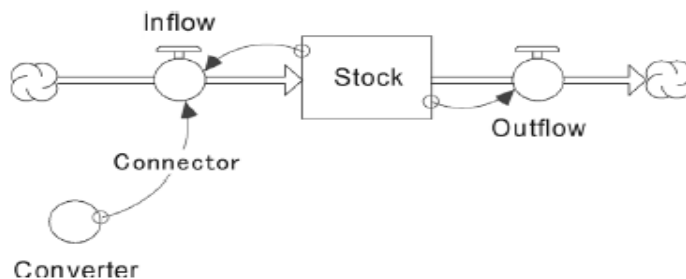 Inflow
Stock
Outflow
Connector
Converter